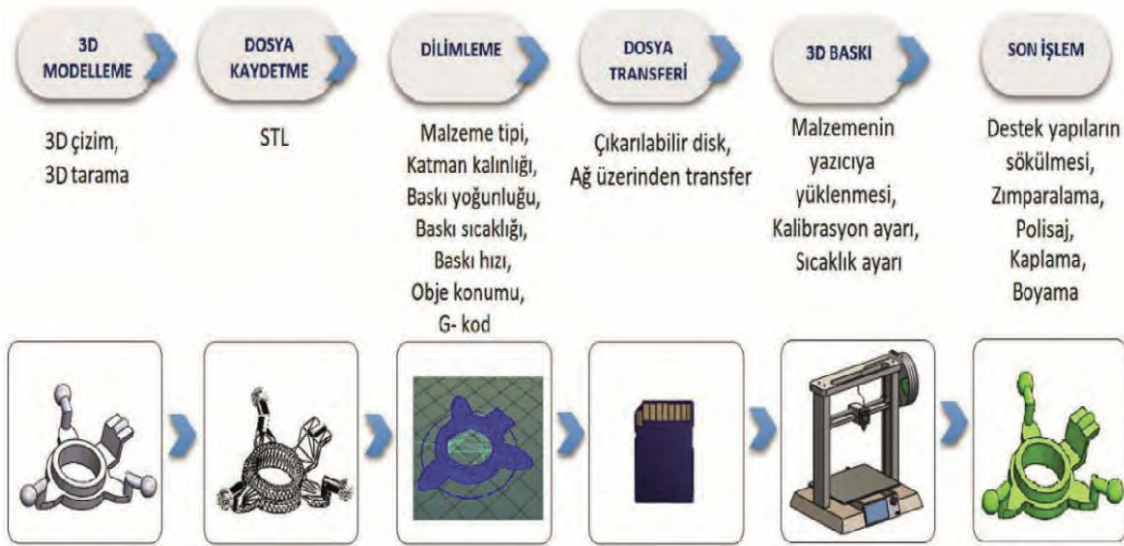 3D
MODELLEME
DOSYA
KAYDETME
DİLİMLEME
DOSYA
TRANSFERİ
3D BASKI
SON İŞLEM
3D çizim,
3D tarama
STL
Malzeme tipi,
Katman kalınlığı,
Baskı yoğunluğu,
Baskı sıcaklığı,
Baskı hızı,
Obje konumu,
G- kod
Çıkarılabilir disk,
Ağ üzerinden transfer
Malzemenin
yazıcıya
yüklenmesi,
Kalibrasyon ayarı,
Sıcaklık ayarı
Destek yapıların
sökülmesi,
Zımparalama,
Polisaj,
Kaplama,
Boyama